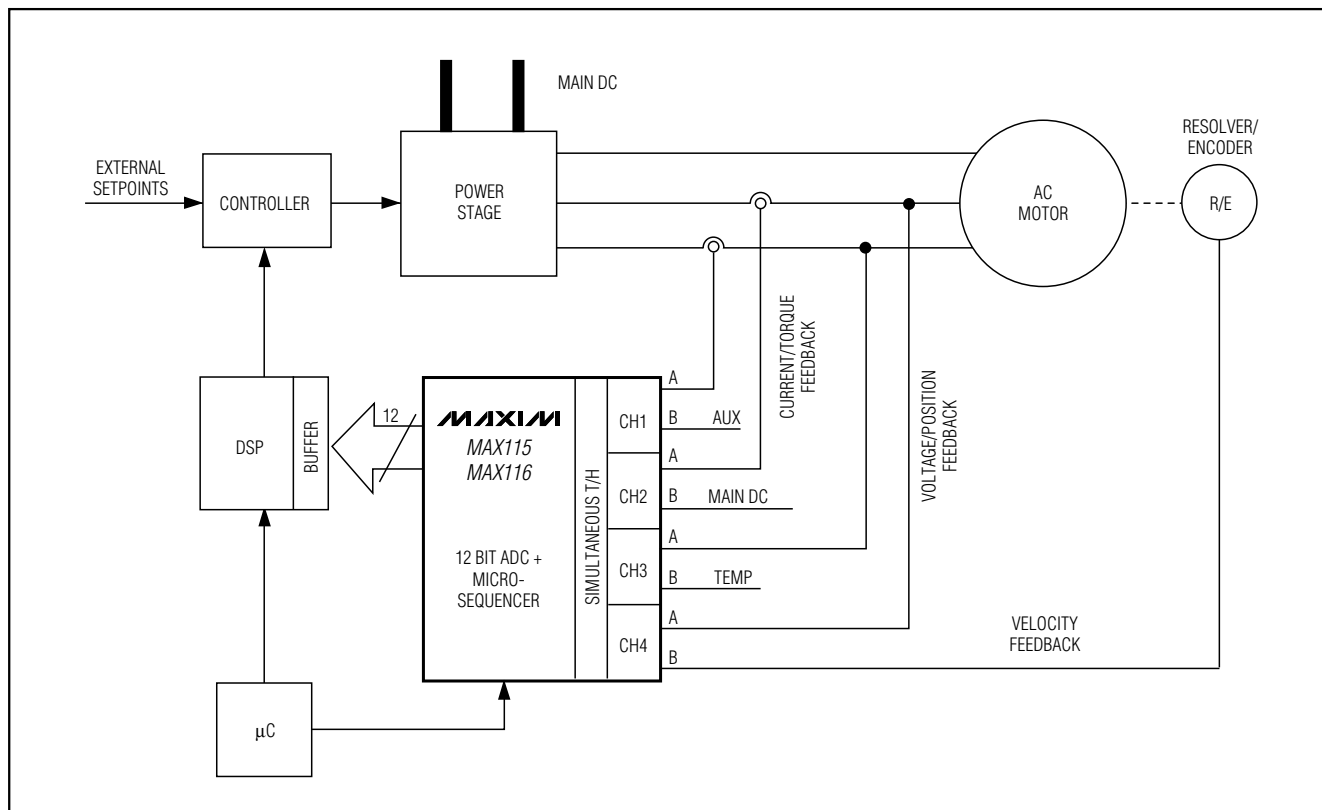 MAIN DC
EXTERNAL
SETPOINTS
CONTROLLER
POWER
STAGE
AC
MOTOR
RESOLVER/
ENCODER
R/E
CURRENT/TORQUE
FEEDBACK
VOLTAGE/POSITION
FEEDBACK
DSP
BUFFER
12
MAXIM
MAX115
MAX116
12 BIT ADC +
MICRO-
SEQUENCER
SIMULTANEOUS T/H
CH1
A
B
AUX
CH2
A
B
MAIN DC
CH3
A
B
TEMP
CH4
A
B
VELOCITY
FEEDBACK
μC